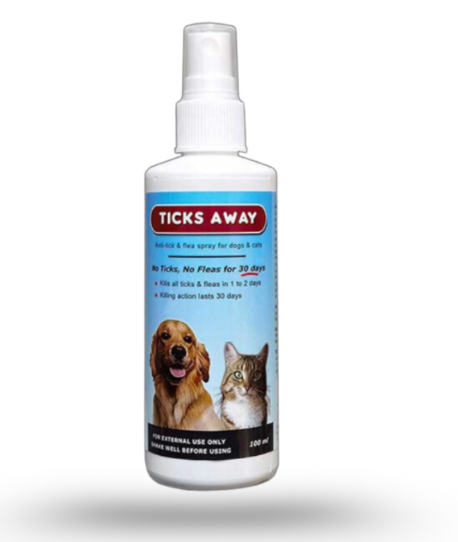 TICKS AWAY
Anti-tick & flea spray for dogs & cats
No Ticks, No Fleas for 30 days
Kills all ticks & fleas in 1 to 2 days
Killing action lasts 30 days
FOR EXTERNAL USE ONLY
SHAKE WELL BEFORE USING
100 ml